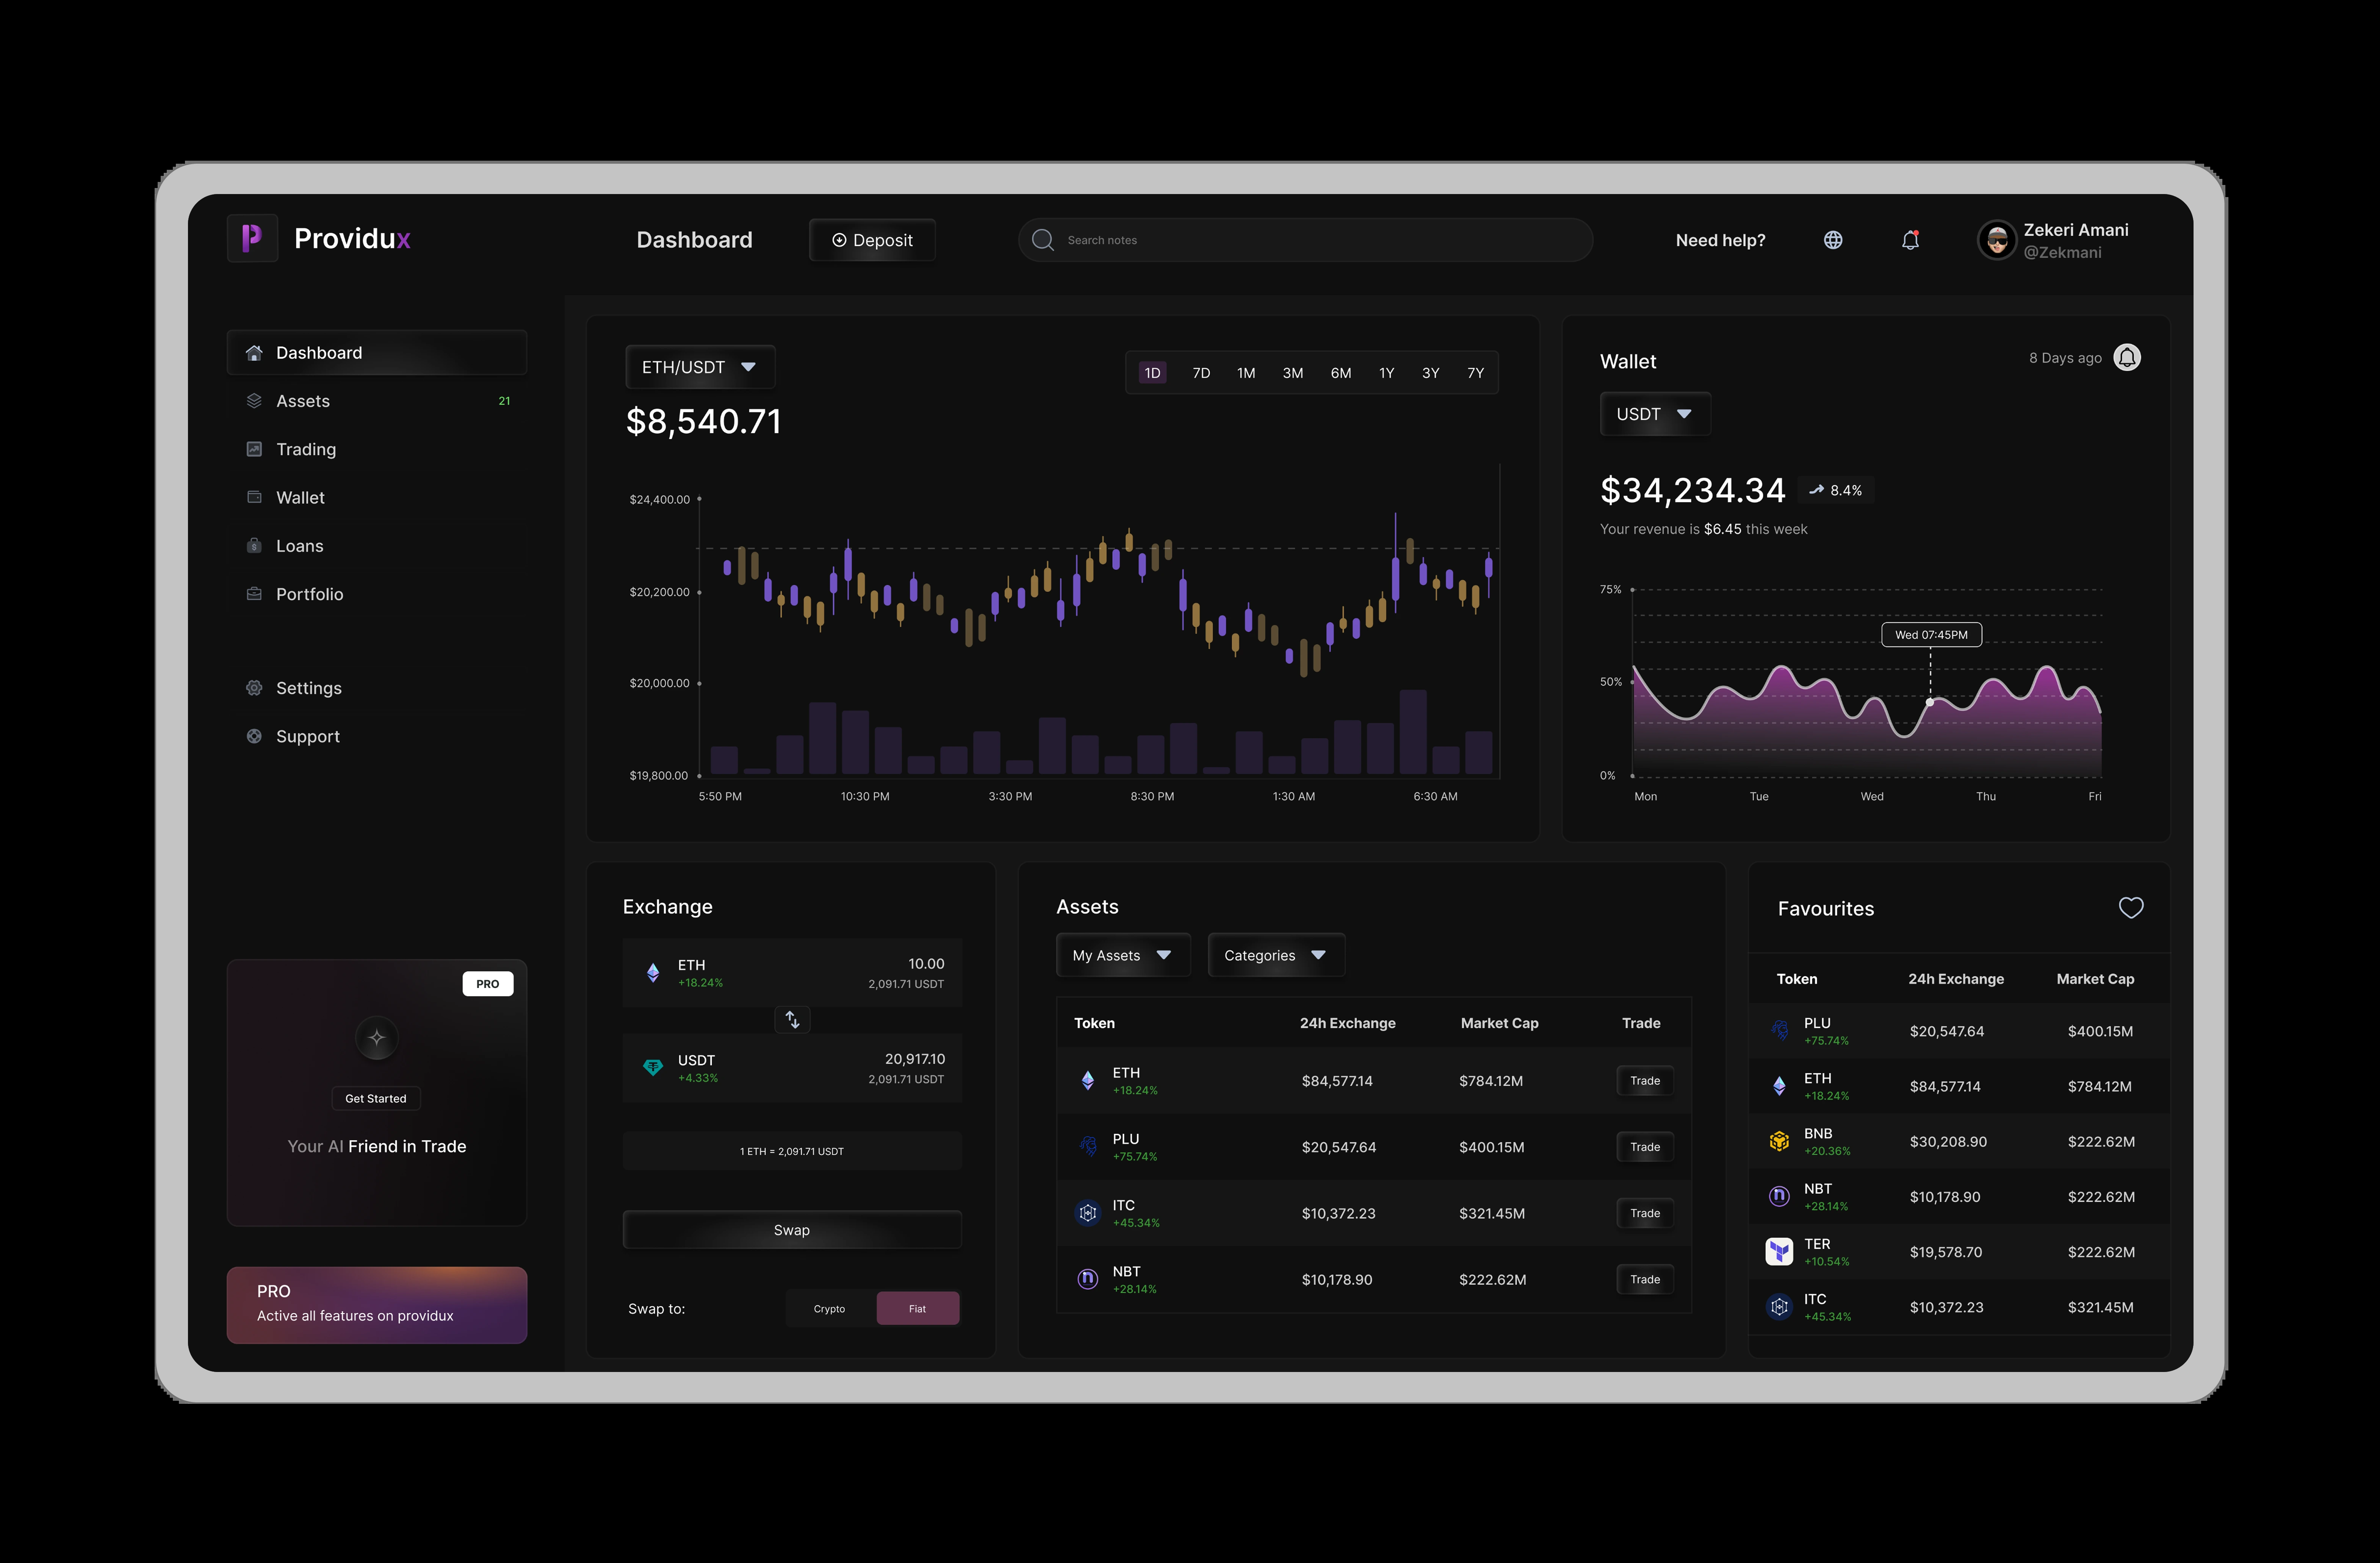 Providux
Dashboard
Deposit
Search notes
Need help?
Zekeri Amani
@Zekmani
Dashboard
Assets 21
Trading
Wallet
Loans
Portfolio
Settings
Support
PRO
Get Started
Your AI Friend in Trade
PRO
Active all features on providux
ETH/USDT
1D 7D 1M 3M 6M 1Y 3Y 7Y
$8,540.71
$24,400.00
$20,200.00
$20,000.00
$19,800.00
5:50 PM 10:30 PM 3:30 PM 8:30 PM 1:30 AM 6:30 AM
Wallet
8 Days ago
USDT
$34,234.34 8.4%
Your revenue is $6.45 this week
75%
Wed 07:45PM
50%
0%
Mon Tue Wed Thu Fri
Exchange
ETH 10.00
+18.24% 2,091.71 USDT
USDT 20,917.10
+4.33% 2,091.71 USDT
1 ETH = 2,091.71 USDT
Swap
Swap to: Crypto Fiat
Assets
My Assets Categories
Token 24h Exchange Market Cap Trade
ETH $84,577.14 $784.12M Trade
+18.24%
PLU $20,547.64 $400.15M Trade
+75.74%
ITC $10,372.23 $321.45M Trade
+45.34%
NBT $10,178.90 $222.62M Trade
+28.14%
Favourites
Token 24h Exchange Market Cap
PLU $20,547.64 $400.15M
+75.74%
ETH $84,577.14 $784.12M
+18.24%
BNB $30,208.90 $222.62M
+20.36%
NBT $10,178.90 $222.62M
+28.14%
TER $19,578.70 $222.62M
+10.54%
ITC $10,372.23 $321.45M
+45.34%